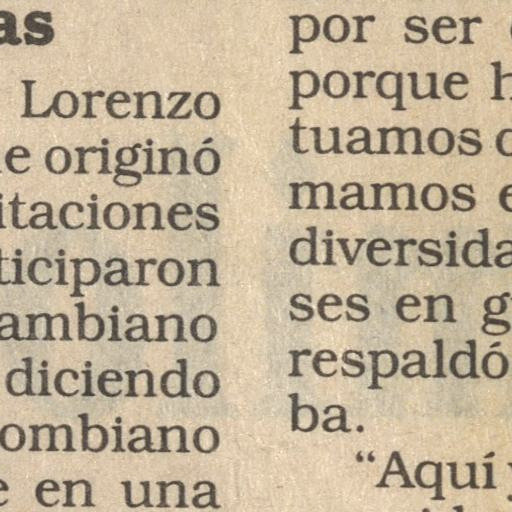 as
Lorenzo
e originó
itaciones
ticiparon
ambiano
diciendo
ombiano
e en una
por ser
porque h
tuamos
mamos e
diversida
ses en g
respaldó
ba.
“Aquí